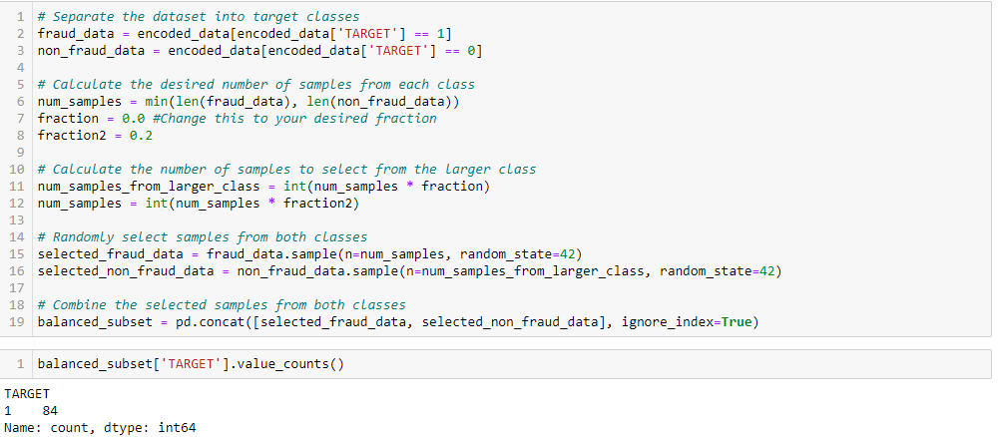 1 # Separate the dataset into target classes
2 fraud_data = encoded_data[encoded_data['TARGET'] == 1]
3 non_fraud_data = encoded_data[encoded_data['TARGET'] == 0]
4
5 # Calculate the desired number of samples from each class
6 num_samples = min(len(fraud_data), len(non_fraud_data))
7 fraction = 0.0 #Change this to your desired fraction
8 fraction2 = 0.2
9
10 # Calculate the number of samples to select from the larger class
11 num_samples_from_larger_class = int(num_samples * fraction)
12 num_samples = int(num_samples * fraction2)
13
14 # Randomly select samples from both classes
15 selected_fraud_data = fraud_data.sample(n=num_samples, random_state=42)
16 selected_non_fraud_data = non_fraud_data.sample(n=num_samples_from_larger_class, random_state=42)
17
18 # Combine the selected samples from both classes
19 balanced_subset = pd.concat([selected_fraud_data, selected_non_fraud_data], ignore_index=True)
1 balanced_subset['TARGET'].value_counts()
TARGET
1    84
Name: count, dtype: int64